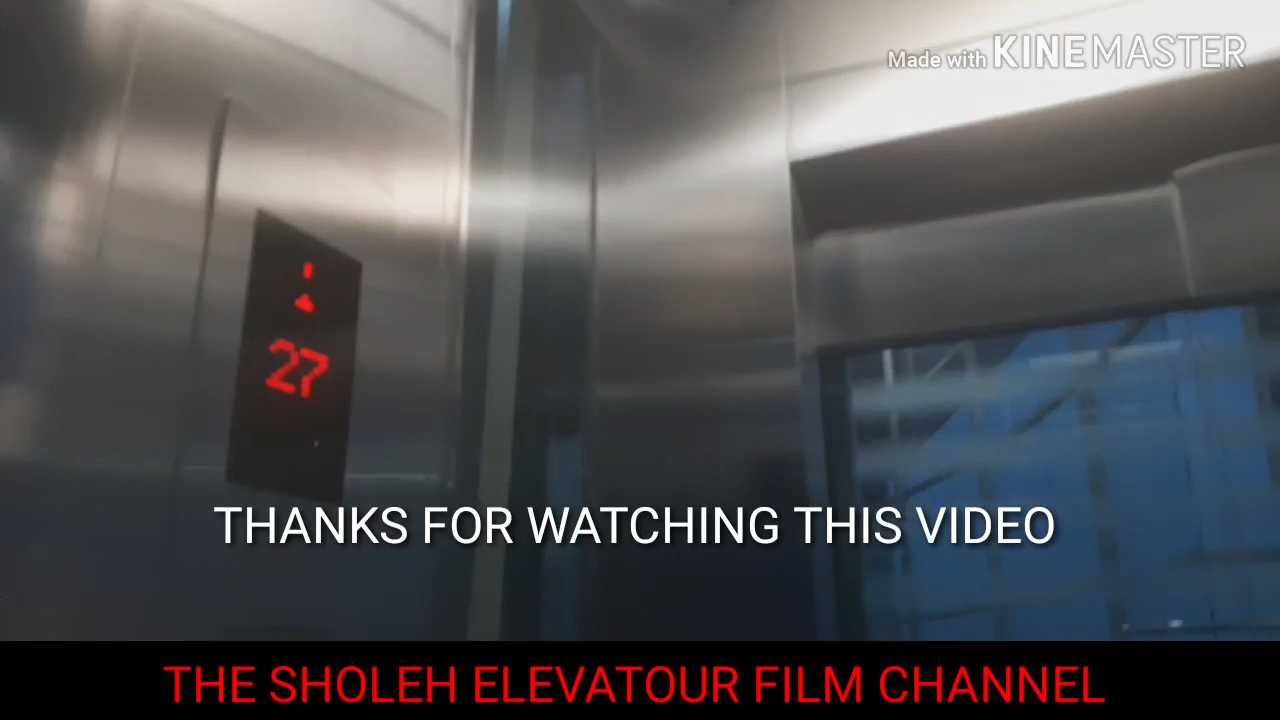 Made with KINEMASTER
27
THANKS FOR WATCHING THIS VIDEO
THE SHOLEH ELEVATOUR FILM CHANNEL